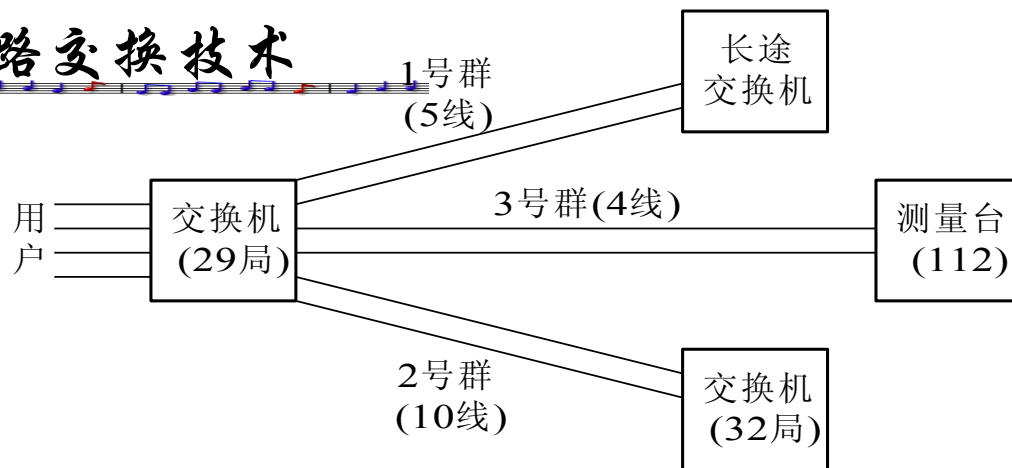 路交换技术
1号群
(5线)
长途
交换机
用
户
交换机
(29局)
3号群(4线)
测量台
(112)
2号群
(10线)
交换机
(32局)